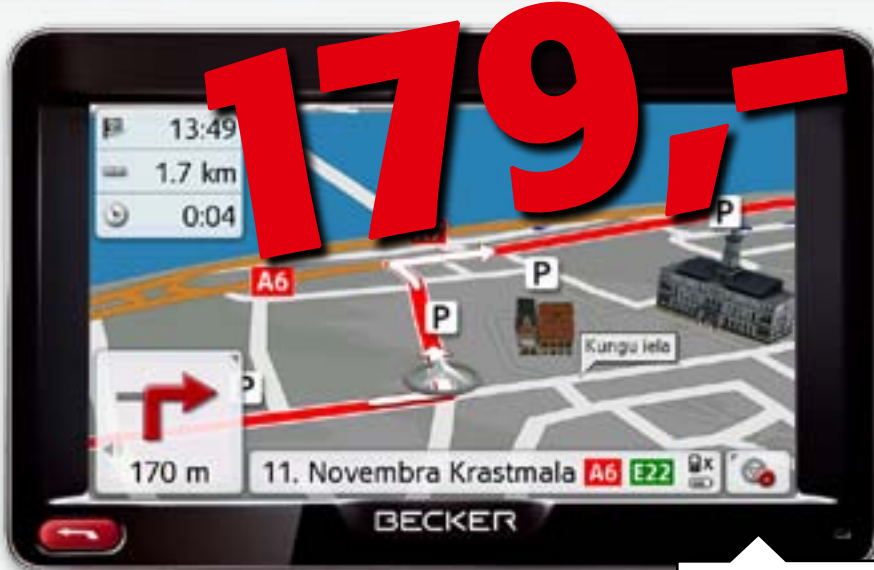 179,-
13:49
1.7 km
0:04
A6
P
P
P
P
Kungu iela
170 m
11. Novembra Krastmala A6 E22
BECKER